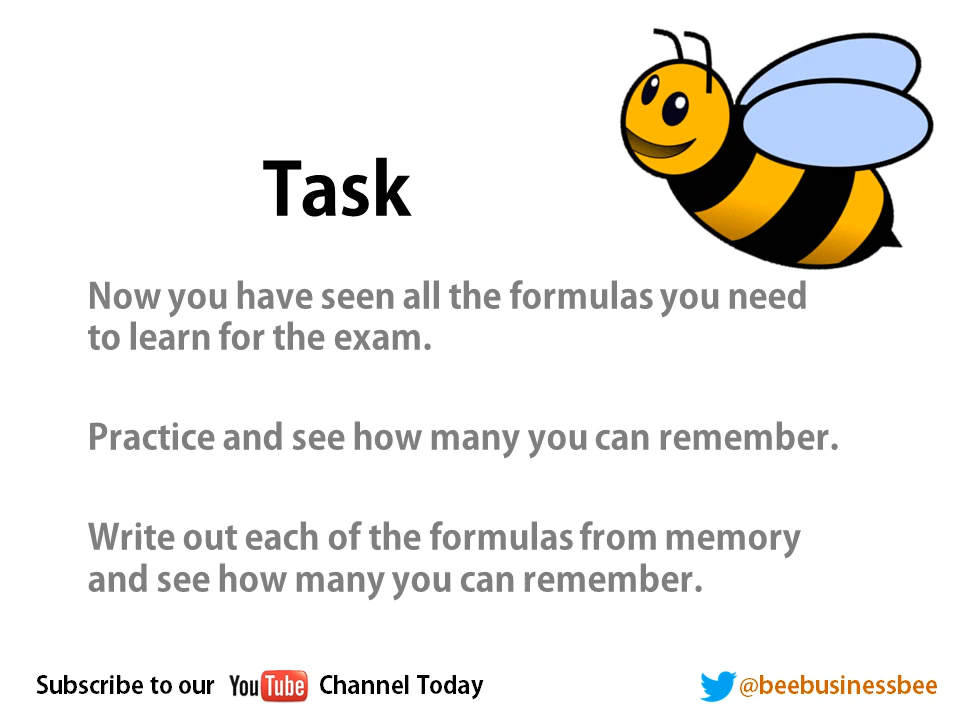 Task
Now you have seen all the formulas you need
to learn for the exam.
Practice and see how many you can remember.
Write out each of the formulas from memory
and see how many you can remember.
Subscribe to our YouTube Channel Today
@beebusinessbee